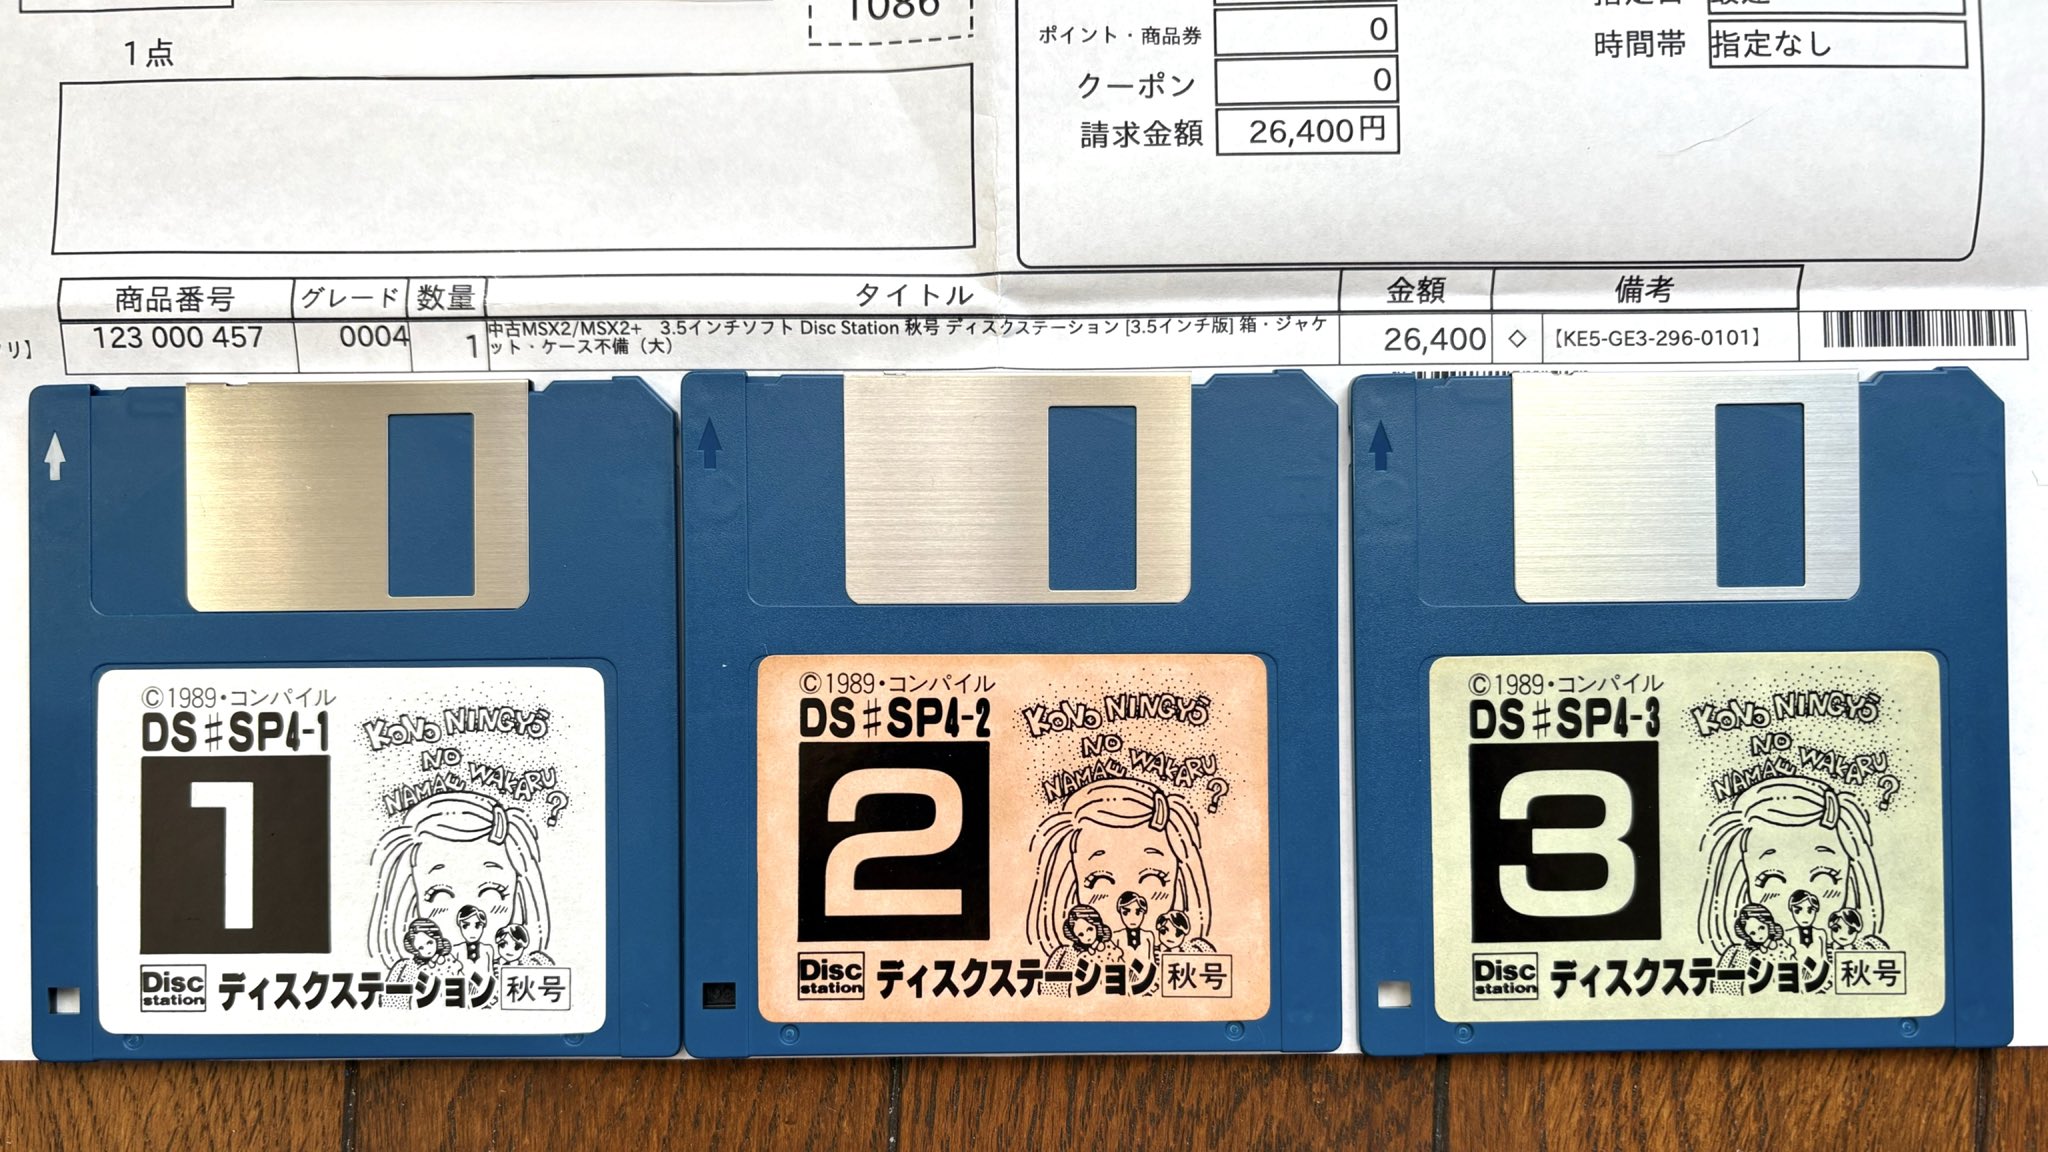 1086
1点
ポイント・商品券 0
クーポン 0
請求金額 26,400円
時間帯 指定なし
商品番号 グレード 数量 タイトル 金額 備考
123 000 457 0004 1 中古MSX2/MSX2+ 3.5インチソフト Disc Station 秋号 ディスクステーション [3.5インチ版] 箱・ジャケ
ット・ケース不備（大） 26,400 ◇ 【KE5-GE3-296-0101】
©1989・コンパイル
DS♯SP4-1
1
KONO NINGYŌ
NO WAKARU
NAMAE ?
Disc station ディスクステーション 秋号
©1989・コンパイル
DS♯SP4-2
2
KONO NINGYŌ
NO WAKARU
NAMAE ?
Disc station ディスクステーション 秋号
©1989・コンパイル
DS♯SP4-3
3
KONO NINGYŌ
NO WAKARU
NAMAE ?
Disc station ディスクステーション 秋号